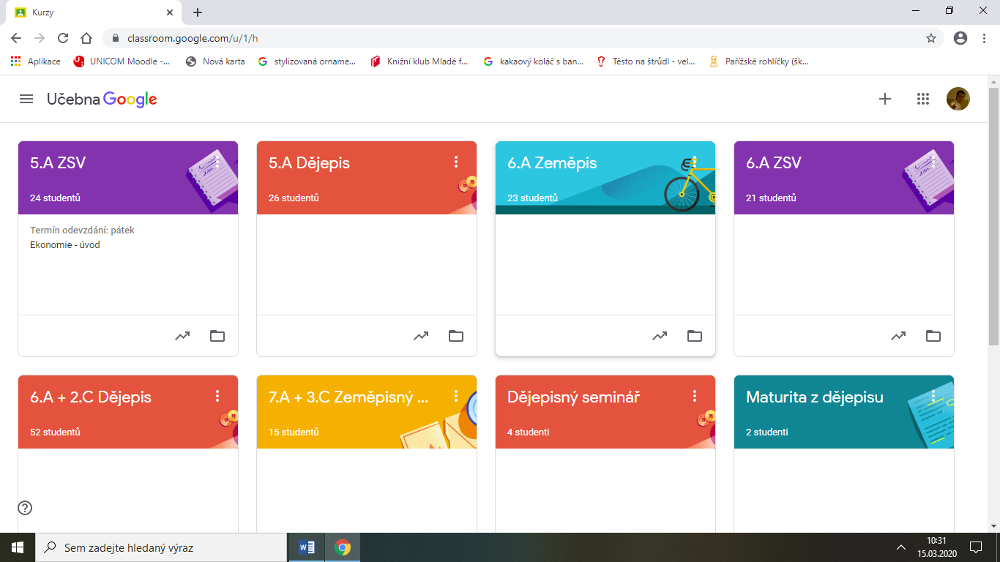 Kurzy
classroom.google.com/u/1/h
Aplikace UNICOM Moodle -... Nová karta stylizovaná orname... Knižní klub Mladé f... kakaový koláč s ban... Těsto na štrůdl - vel... Pařížské rohlíčky (šk...
Učebna Google
5.A ZSV
24 studentů
Termín odevzdání: pátek
Ekonomie - úvod
5.A Dějepis
26 studentů
6.A Zeměpis
23 studentů
6.A ZSV
21 studentů
6.A + 2.C Dějepis
52 studentů
7.A + 3.C Zeměpisný ...
15 studentů
Dějepisný seminář
4 studenti
Maturita z dějepisu
2 studenti
Sem zadejte hledaný výraz
10:31
15.03.2020